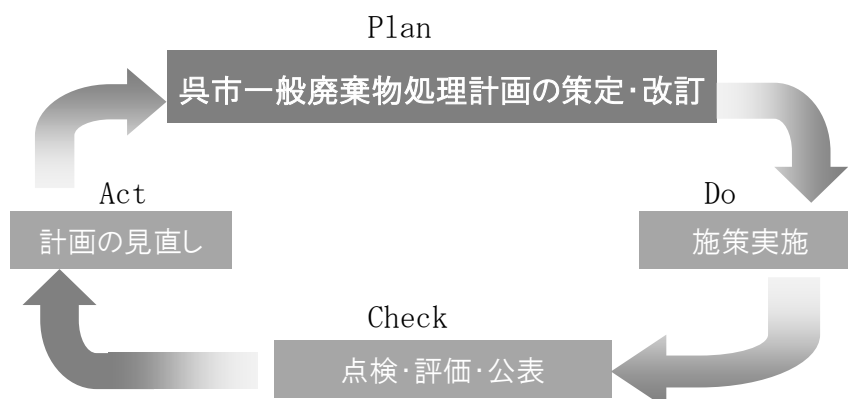 Plan
呉市一般廃棄物処理計画の策定・改訂
Act
Do
計画の見直し
施策実施
Check
点検・評価・公表